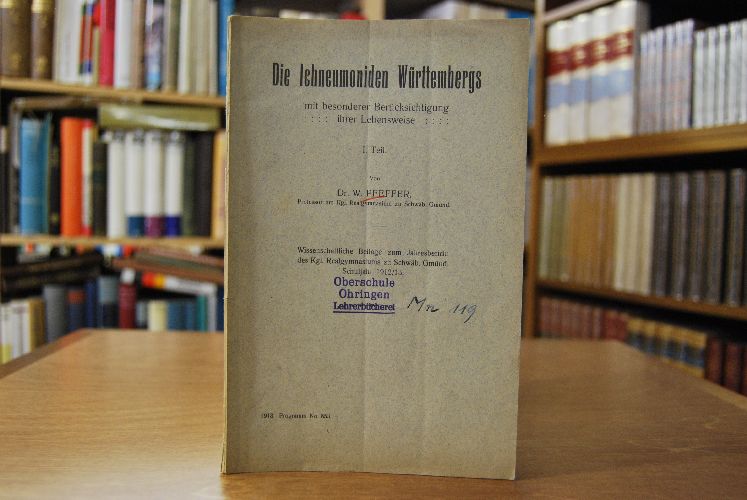 Die Ichneumoniden Württembergs
mit besonderer Berücksichtigung
:::: ihrer Lebensweise ::::
I. Teil.
Von
Dr. W. PFEFFER,
Professor am Kgl. Realgymnasium zu Schwäb. Gmünd.
Wissenschaftliche Beilage zum Jahresbericht
des Kgl. Realgymnasiums zu Schwäb. Gmünd.
Schuljahr 1912/13.
Oberschule
Öhringen
Lehrerbücherei
Mn 119
1913 Programm No.